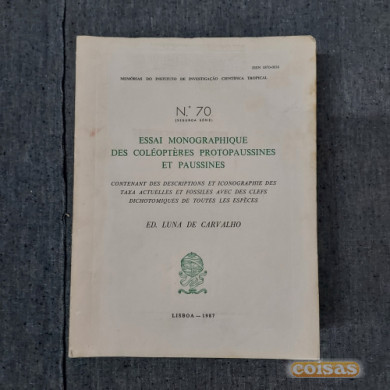 MEMÓRIAS DO INSTITUTO DE INVESTIGAÇÃO CIENTÍFICA TROPICAL
N.º 70
(SEGUNDA SÉRIE)
ESSAI MONOGRAPHIQUE
DES COLÉOPTÈRES PROTOPAUSSINES
ET PAUSSINES
CONTENANT DES DESCRIPTIONS ET ICONOGRAPHIE DES
TAXA ACTUELLES ET FOSSILES AVEC DES CLEFS
DICHOTOMIQUES DE TOUTES LES ESPÈCES
ED. LUNA DE CARVALHO
LISBOA — 1987
coisas